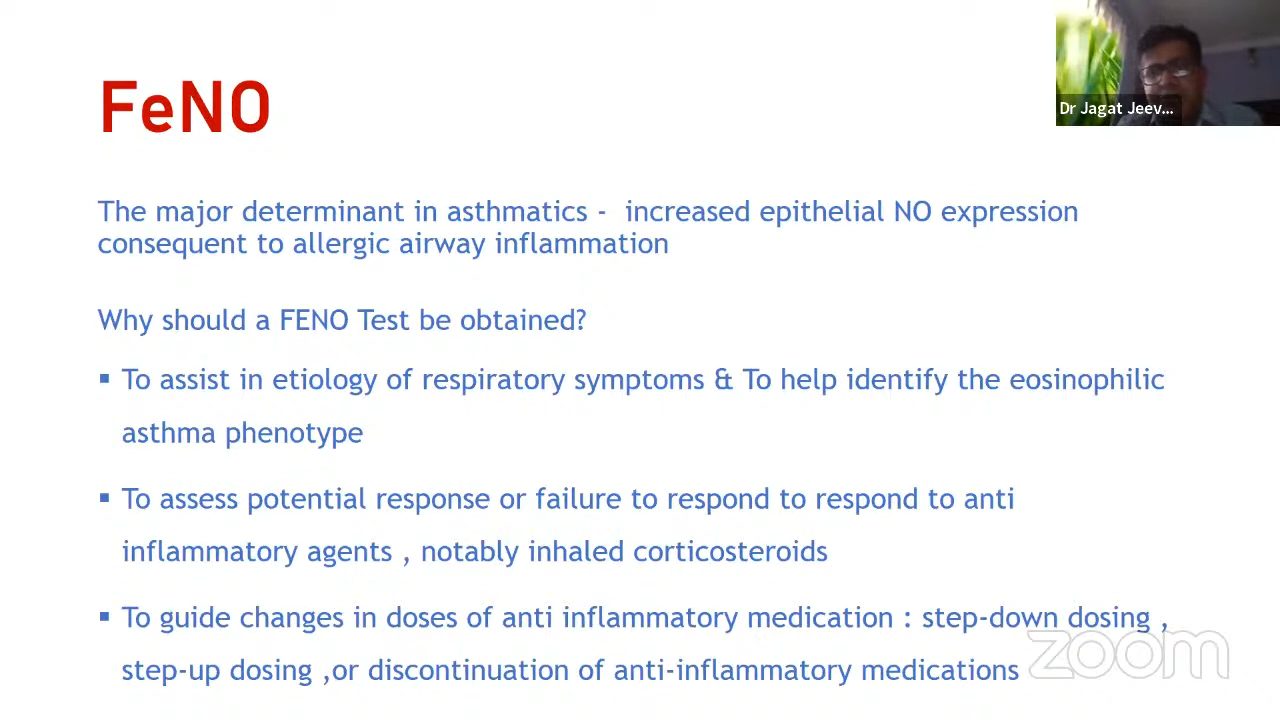 FeNO
Dr Jagat Jeev...
The major determinant in asthmatics - increased epithelial NO expression
consequent to allergic airway inflammation
Why should a FENO Test be obtained?
▪ To assist in etiology of respiratory symptoms & To help identify the eosinophilic
asthma phenotype
▪ To assess potential response or failure to respond to respond to anti
inflammatory agents , notably inhaled corticosteroids
▪ To guide changes in doses of anti inflammatory medication : step-down dosing ,
step-up dosing ,or discontinuation of anti-inflammatory medications
zoom